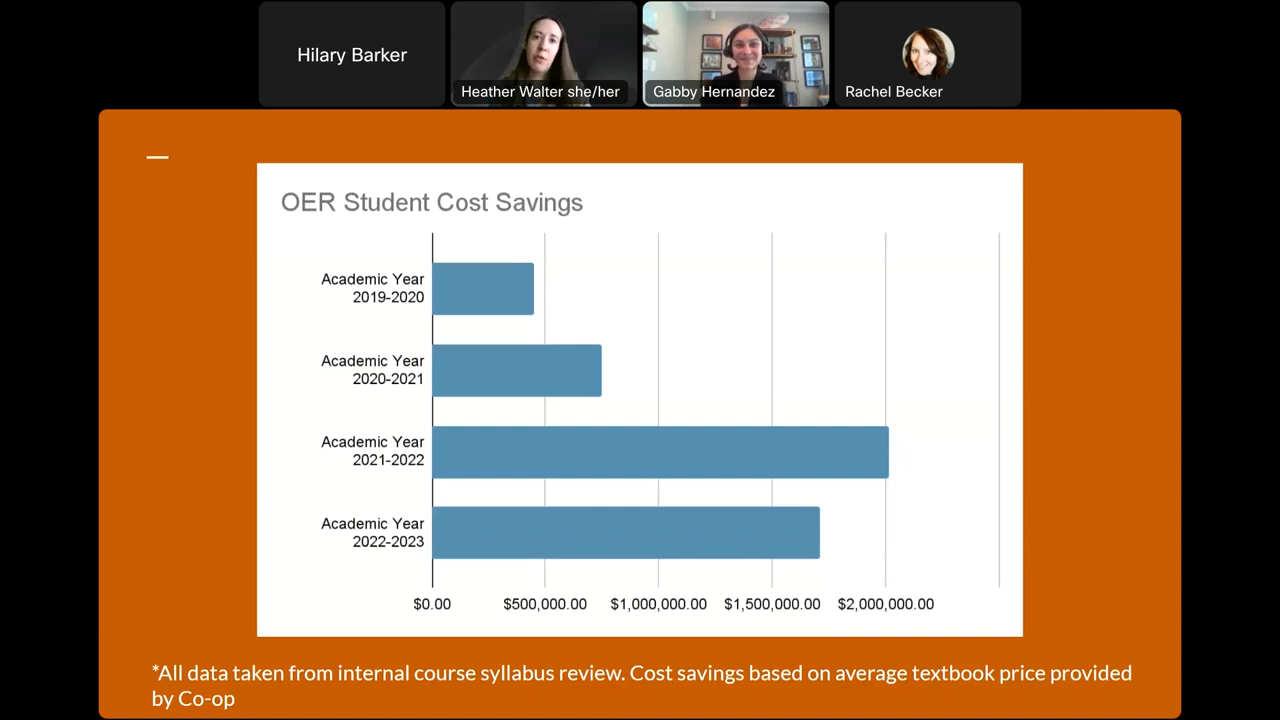 Hilary Barker
Heather Walter she/her
Gabby Hernandez
Rachel Becker
OER Student Cost Savings
Academic Year
2019-2020
Academic Year
2020-2021
Academic Year
2021-2022
Academic Year
2022-2023
$0.00 $500,000.00 $1,000,000.00 $1,500,000.00 $2,000,000.00
*All data taken from internal course syllabus review. Cost savings based on average textbook price provided
by Co-op